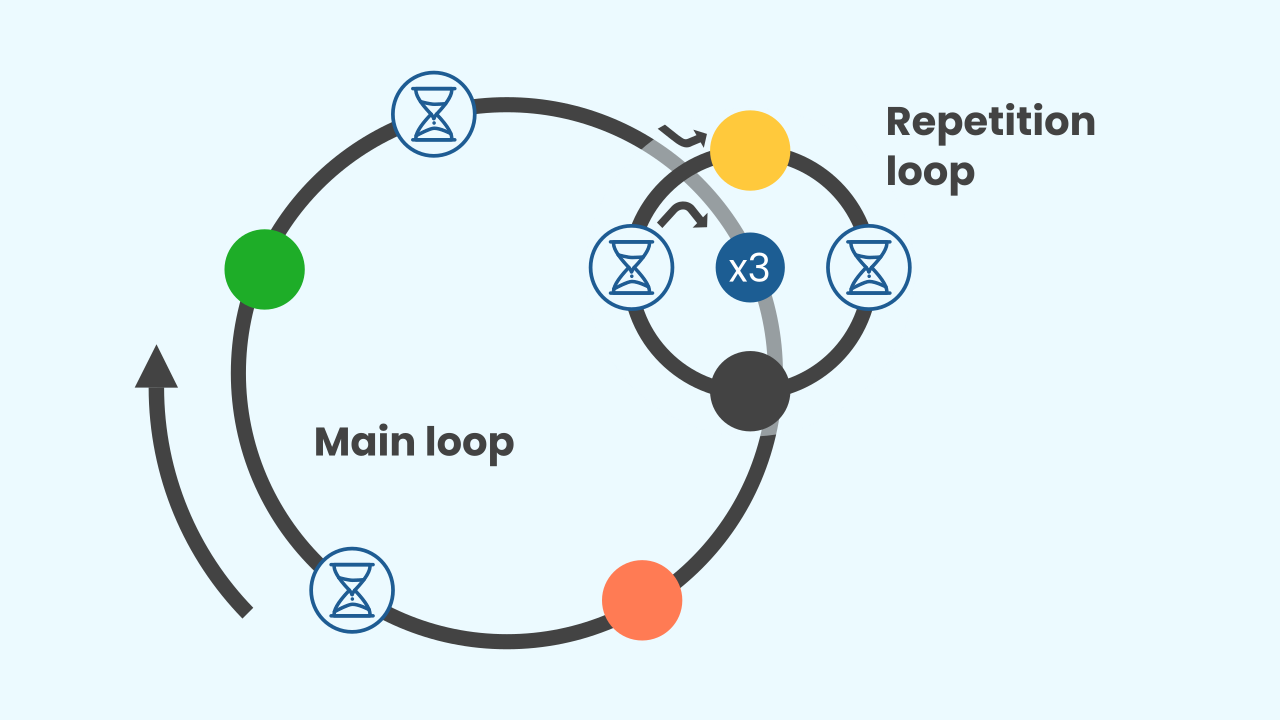 Repetition
loop
x3
Main loop